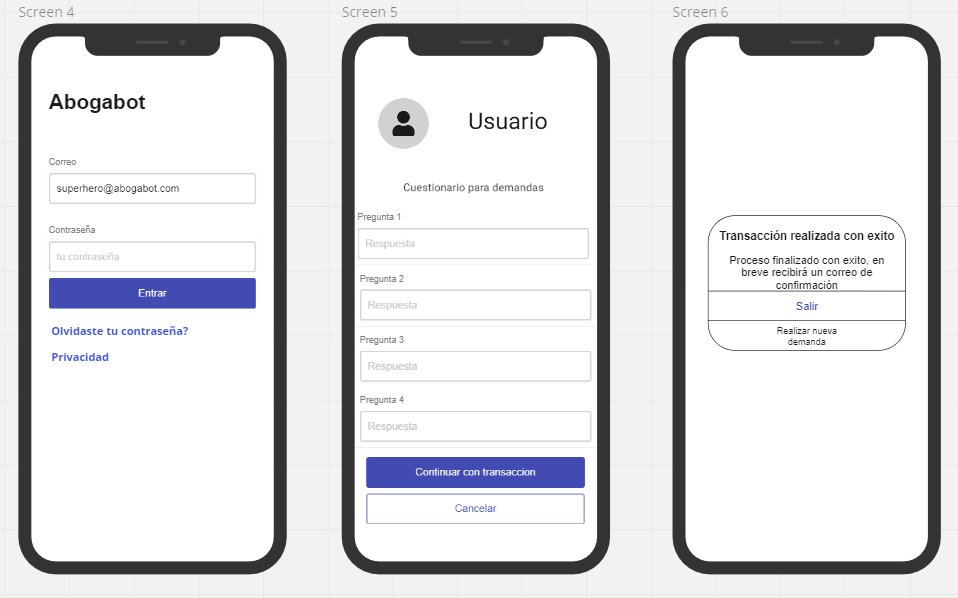 Screen 4
Abogabot
Correo
superhero@abogabot.com
Contraseña
tu contraseña
Entrar
Olvidaste tu contraseña?
Privacidad
Screen 5
Usuario
Cuestionario para demandas
Pregunta 1
Respuesta
Pregunta 2
Respuesta
Pregunta 3
Respuesta
Pregunta 4
Respuesta
Continuar con transaccion
Cancelar
Screen 6
Transacción realizada con exito
Proceso finalizado con exito, en
breve recibirá un correo de
confirmación
Salir
Realizar nueva
demanda